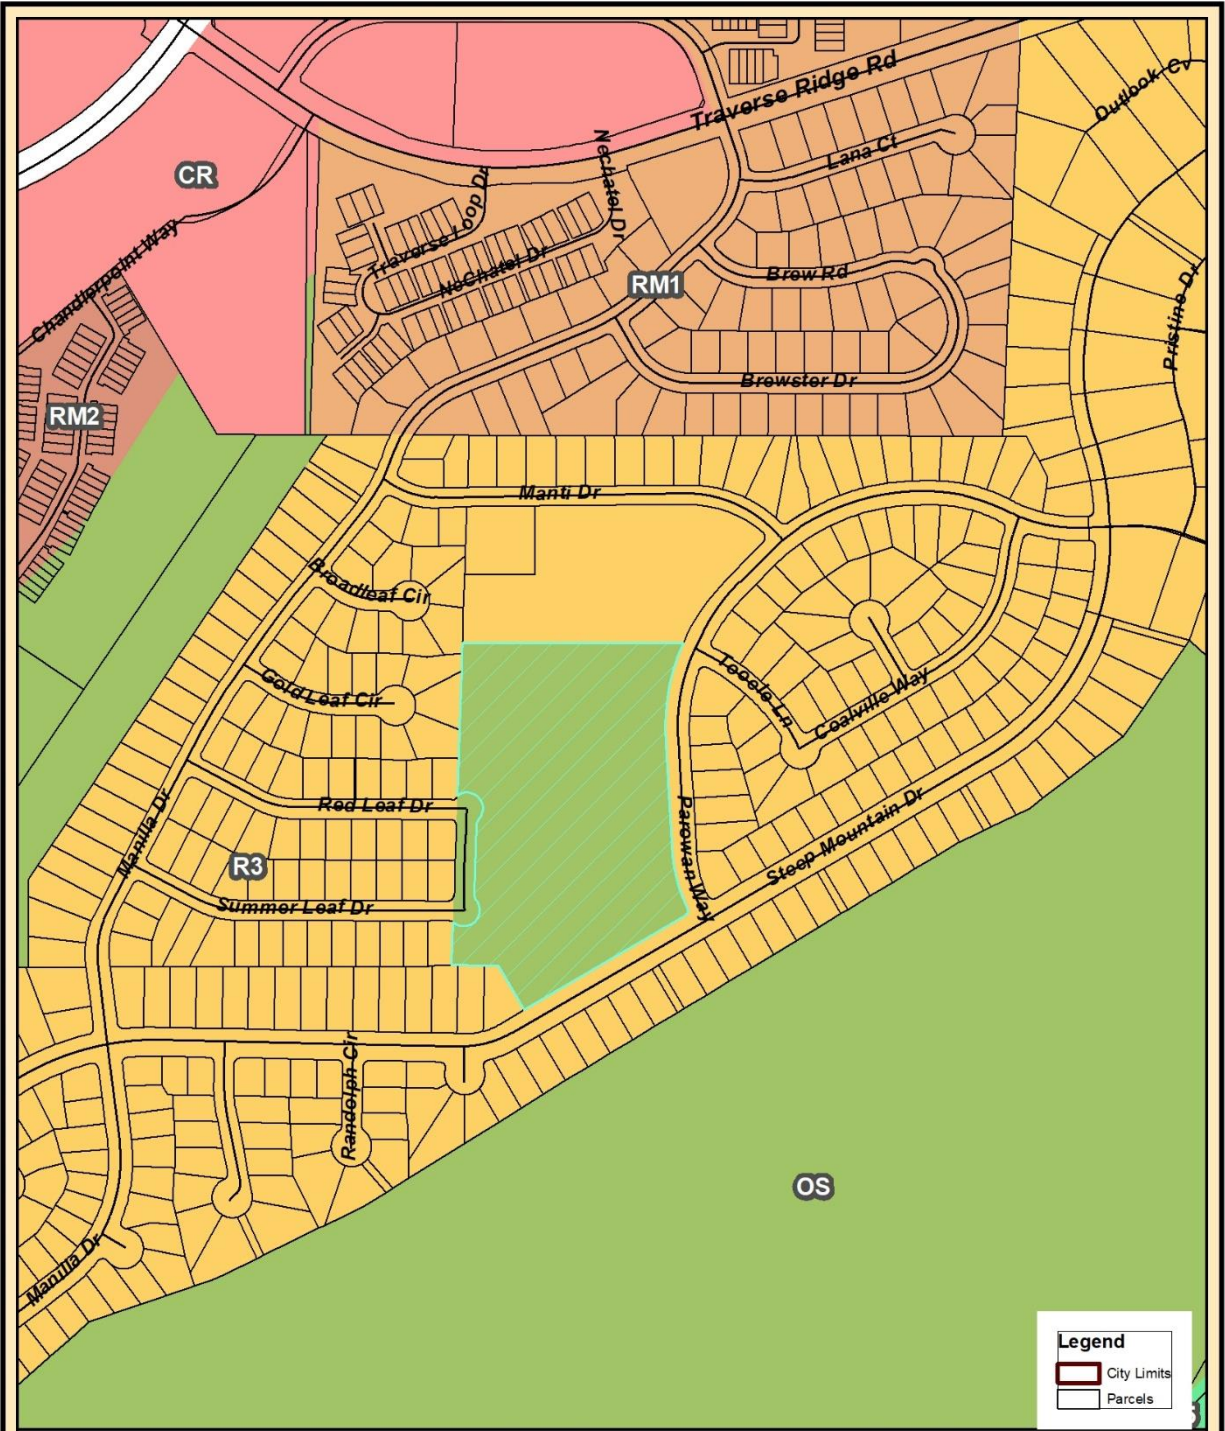 Traverse Ridge Rd
Outlook Cv
Lana Ct
Nechatel Dr
CR
Traverse Loop Dr
Chandlerpoint Way
NeChatel Dr
RM1
Brew Rd
Pristine Dr
Brewster Dr
RM2
Manti Dr
Broadleaf Cir
Gold Leaf Cir
Tooele Ln
Coalville Way
Red Leaf Dr
Manilla Dr
Parowan Way
Steep Mountain Dr
R3
Summer Leaf Dr
Randolph Cir
OS
Manilla Dr
Legend
City Limits
Parcels